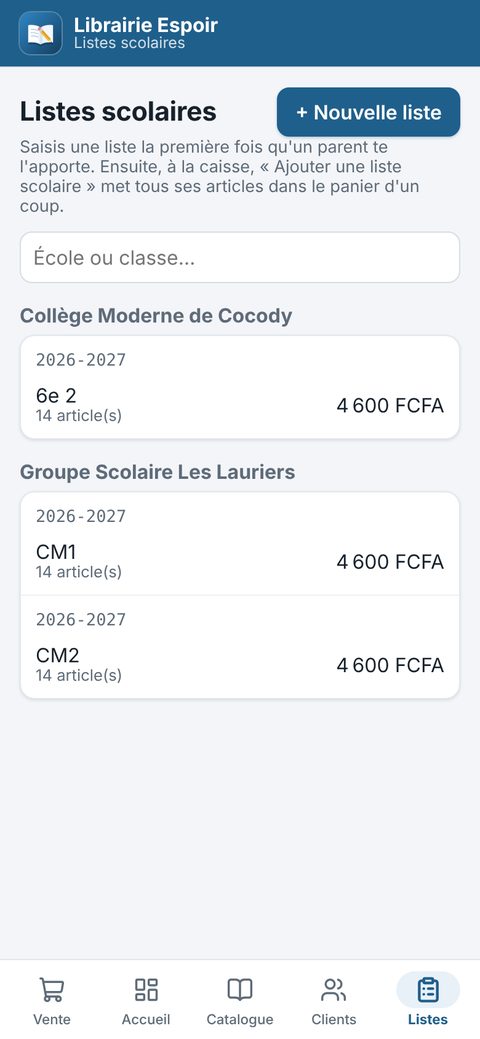 Librairie Espoir
Listes scolaires
Listes scolaires
+ Nouvelle liste
Saisis une liste la première fois qu'un parent te
l'apporte. Ensuite, à la caisse, « Ajouter une liste
scolaire » met tous ses articles dans le panier d'un
coup.
École ou classe...
Collège Moderne de Cocody
2026-2027
6e 2
14 article(s)
4 600 FCFA
Groupe Scolaire Les Lauriers
2026-2027
CM1
14 article(s)
4 600 FCFA
2026-2027
CM2
14 article(s)
4 600 FCFA
Vente
Accueil
Catalogue
Clients
Listes